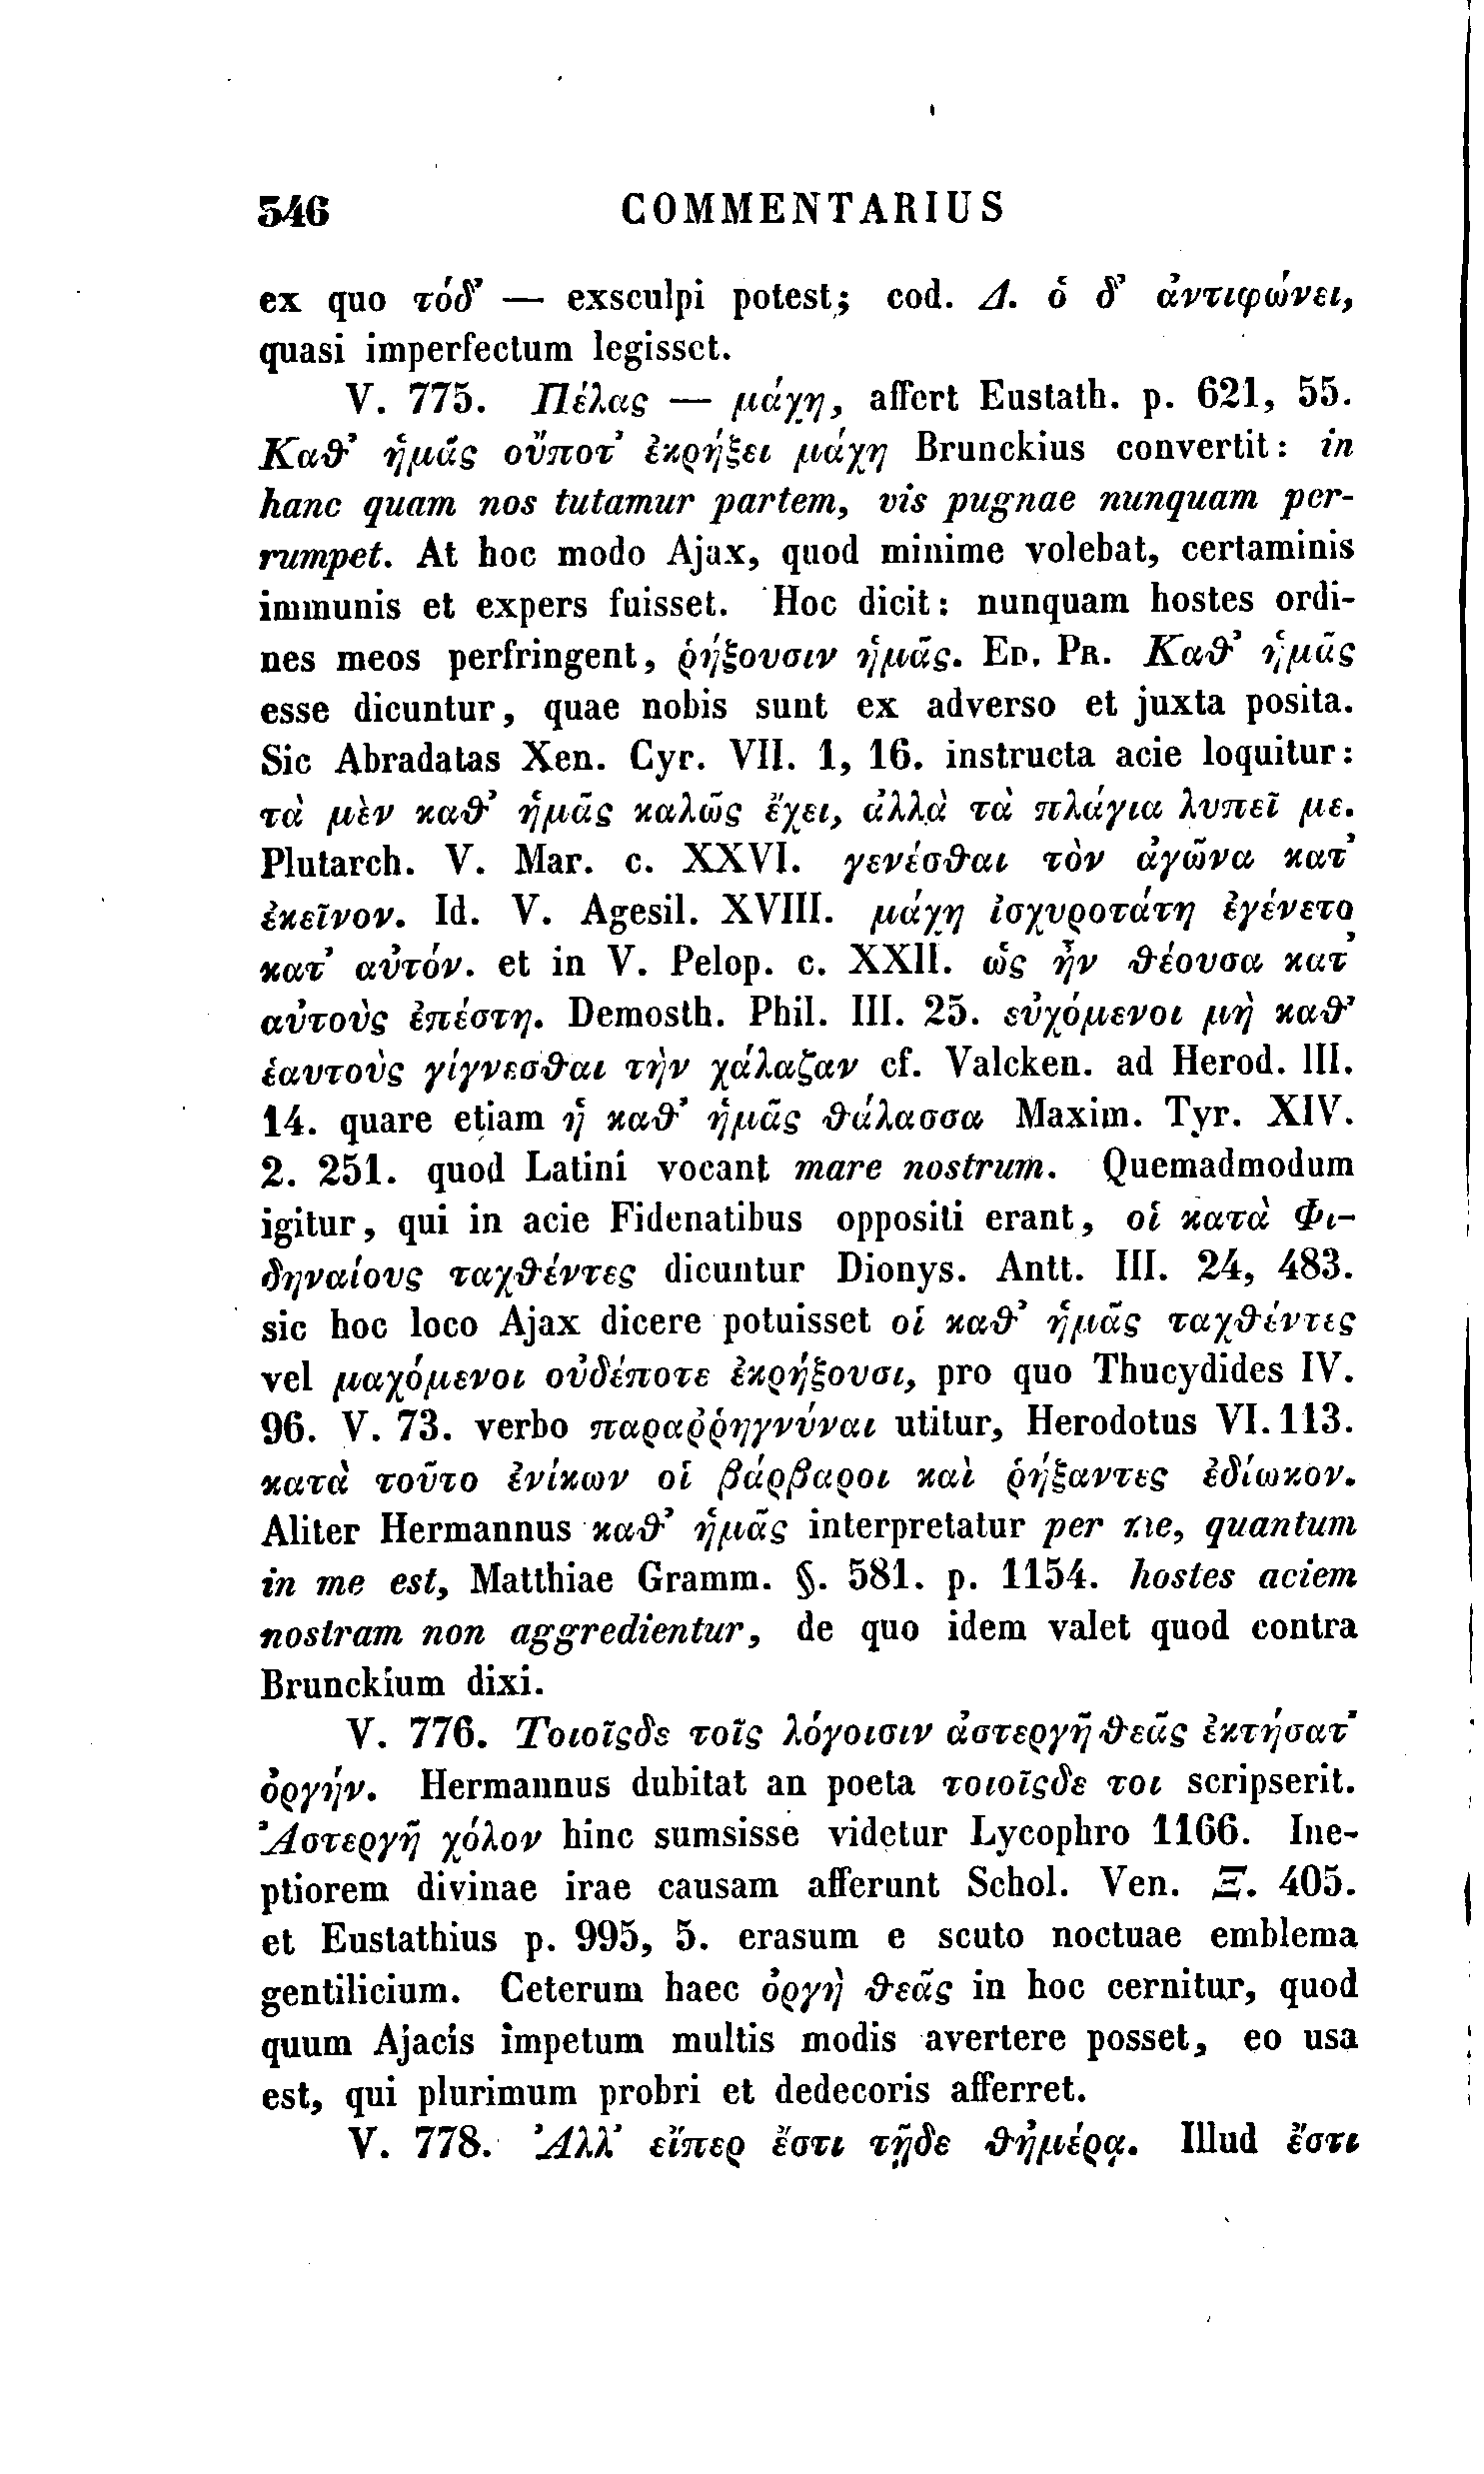 346 COMMENTARIUS
ex quo τόδ’ — exsculpi potest; cod. Δ. ὁ δ’ ἀντιφώνει,
quasi imperfectum legisset.
V. 775. Πέλας — μάχη, affert Eustath. p. 621, 55.
Καθ’ ἡμᾶς οὔποτ’ ἐκρήξει μάχη Brunckius convertit: in
hanc quam nos tutamur partem, vis pugnae nunquam per-
rumpet. At hoc modo Ajax, quod minime volebat, certaminis
immunis et expers fuisset. Hoc dicit: nunquam hostes ordi-
nes meos perfringent, ῥήξουσιν ἡμᾶς. ED. PR. Καθ’ ἡμᾶς
esse dicuntur, quae nobis sunt ex adverso et juxta posita.
Sic Abradatas Xen. Cyr. VII. 1, 16. instructa acie loquitur:
τὰ μὲν καθ’ ἡμᾶς καλῶς ἔχει, ἀλλὰ τὰ πλάγια λυπεῖ με.
Plutarch. V. Mar. c. XXVI. γενέσθαι τὸν ἀγῶνα κατ’
ἐκεῖνον. Id. V. Agesil. XVIII. μάχη ἰσχυροτάτη ἐγένετο
κατ’ αὐτόν. et in V. Pelop. c. XXII. ὡς ἦν θέουσα κατ’
αὐτοὺς ἐπέστη. Demosth. Phil. III. 25. εὐχόμενοι μὴ καθ’
ἑαυτοὺς γίγνεσθαι τὴν χάλαζαν cf. Valcken. ad Herod. III.
14. quare etiam ἡ καθ’ ἡμᾶς θάλασσα Maxim. Tyr. XIV.
2. 251. quod Latini vocant mare nostrum. Quemadmodum
igitur, qui in acie Fidenatibus oppositi erant, οἱ κατὰ Φι-
δηναίους ταχθέντες dicuntur Dionys. Antt. III. 24, 483.
sic hoc loco Ajax dicere potuisset οἱ καθ’ ἡμᾶς ταχθέντες
vel μαχόμενοι οὐδέποτε ἐκρήξουσι, pro quo Thucydides IV.
96. V. 73. verbo παραῤῥηγνύναι utitur, Herodotus VI. 113.
κατὰ τοῦτο ἐνίκων οἱ βάρβαροι καὶ ῥήξαντες ἐδίωκον.
Aliter Hermannus καθ’ ἡμᾶς interpretatur per me, quantum
in me est, Matthiae Gramm. §. 581. p. 1154. hostes aciem
nostram non aggredientur, de quo idem valet quod contra
Brunckium dixi.
V. 776. Τοιοῖςδε τοῖς λόγοισιν ἀστεργῆ θεᾶς ἐκτήσατ’
ὀργήν. Hermannus dubitat an poeta τοιοῖςδε τοι scripserit.
Ἀστεργῆ χόλον hinc sumsisse videtur Lycophro 1166. Ine-
ptiorem divinae irae causam afferunt Schol. Ven. Ξ. 405.
et Eustathius p. 995, 5. erasum e scuto noctuae emblema
gentilicium. Ceterum haec ὀργὴ θεᾶς in hoc cernitur, quod
quum Ajacis impetum multis modis avertere posset, eo usa
est, qui plurimum probri et dedecoris afferret.
V. 778. Ἀλλ’ εἴπερ ἔστι τῇδε θἠμέρᾳ. Illud ἔστι